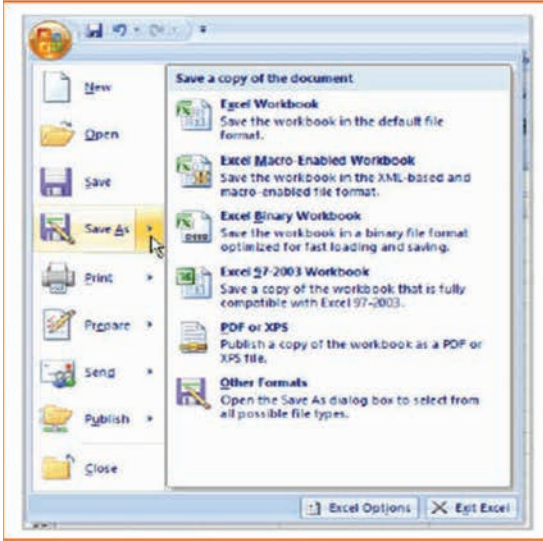 New
Open
Save
Save As
Print
Prepare
Send
Publish
Close
Save a copy of the document
Excel Workbook
Save the workbook in the default file
format.
Excel Macro-Enabled Workbook
Save the workbook in the XML-based and
macro-enabled file format.
Excel Binary Workbook
Save the workbook in a binary file format
optimized for fast loading and saving.
Excel 97-2003 Workbook
Save a copy of the workbook that is fully
compatible with Excel 97-2003.
PDF or XPS
Publish a copy of the workbook as a PDF or
XPS file.
Other Formats
Open the Save As dialog box to select from
all possible file types.
Excel Options
Exit Excel